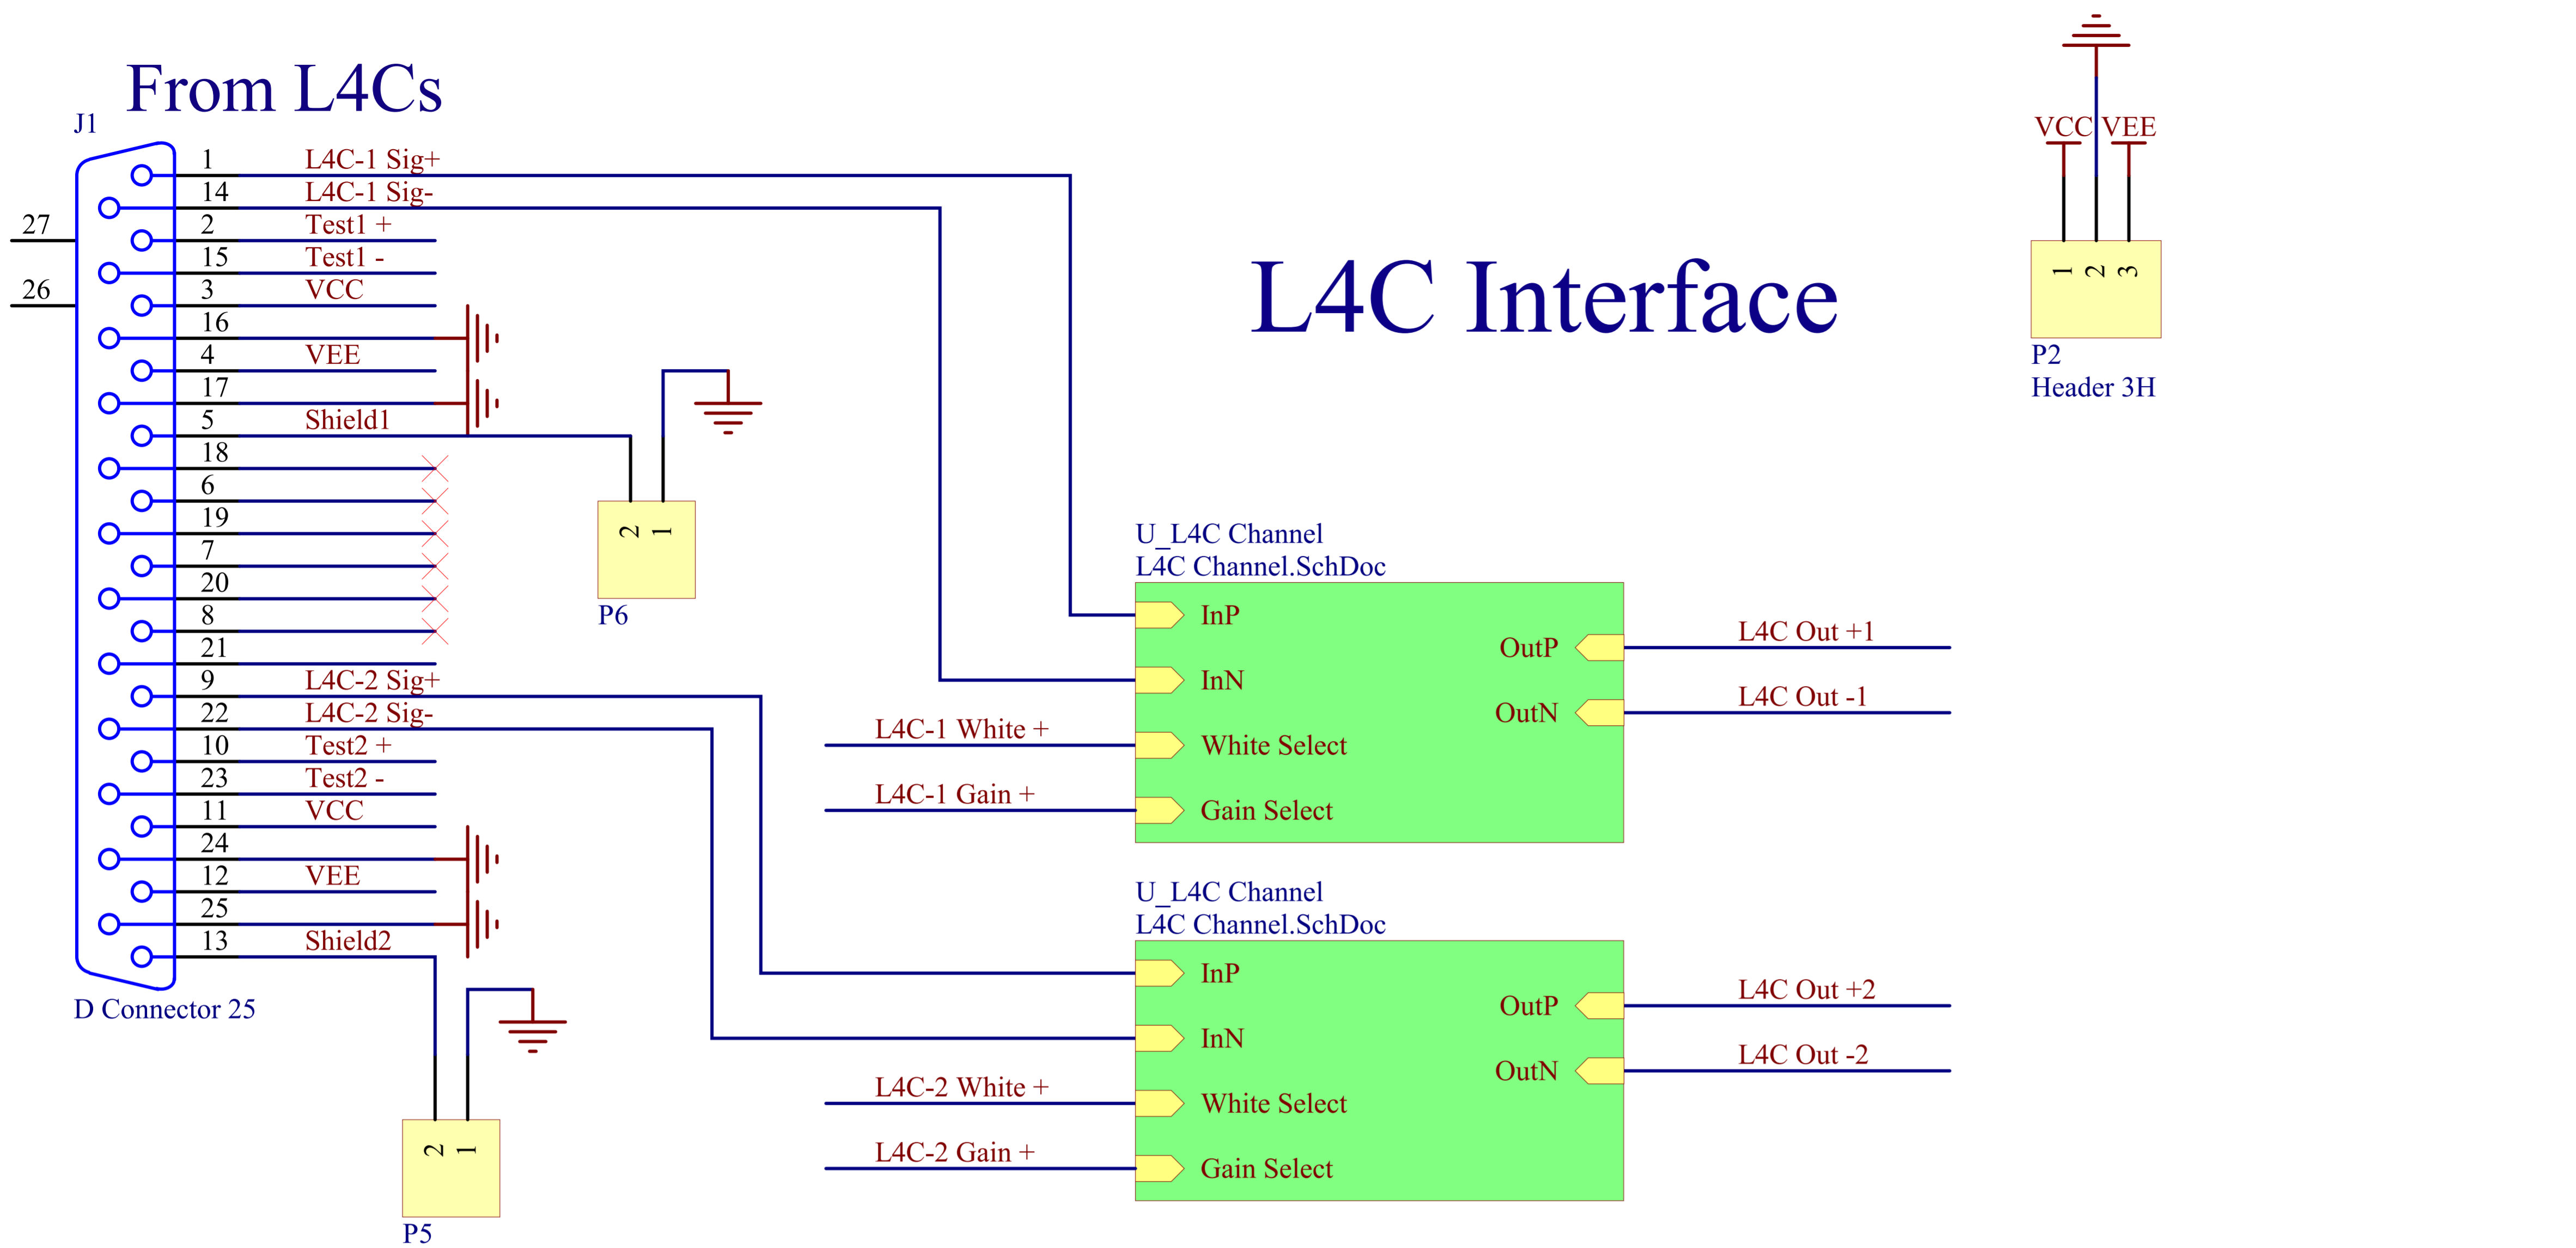 From L4Cs
J1
1 L4C-1 Sig+
14 L4C-1 Sig-
27
2 Test1 +
15 Test1 -
26
3 VCC
16
4 VEE
17
5 Shield1
18
6
19
7
20
8
21
9 L4C-2 Sig+
22 L4C-2 Sig-
10 Test2 +
23 Test2 -
11 VCC
24
12 VEE
25
13 Shield2
D Connector 25
2 1
P6
2 1
P5
L4C Interface
VCC VEE
1 2 3
P2
Header 3H
U_L4C Channel
L4C Channel.SchDoc
InP
OutP
L4C Out +1
InN
OutN
L4C Out -1
L4C-1 White +
White Select
L4C-1 Gain +
Gain Select
U_L4C Channel
L4C Channel.SchDoc
InP
OutP
L4C Out +2
InN
OutN
L4C Out -2
L4C-2 White +
White Select
L4C-2 Gain +
Gain Select